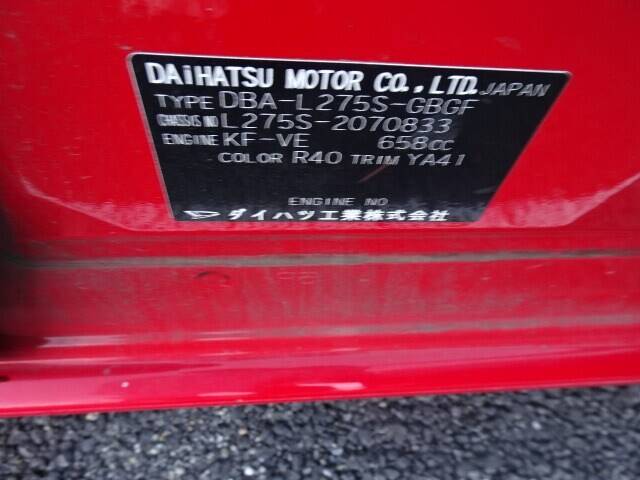 DAIHATSU MOTOR CO., LTD. JAPAN
TYPE DBA-L275S-GBGF
CHASSIS NO L275S-2070833
ENGINE KF-VE 658cc
COLOR R40 TRIM YA41
ENGINE NO
ダイハツ工業株式会社